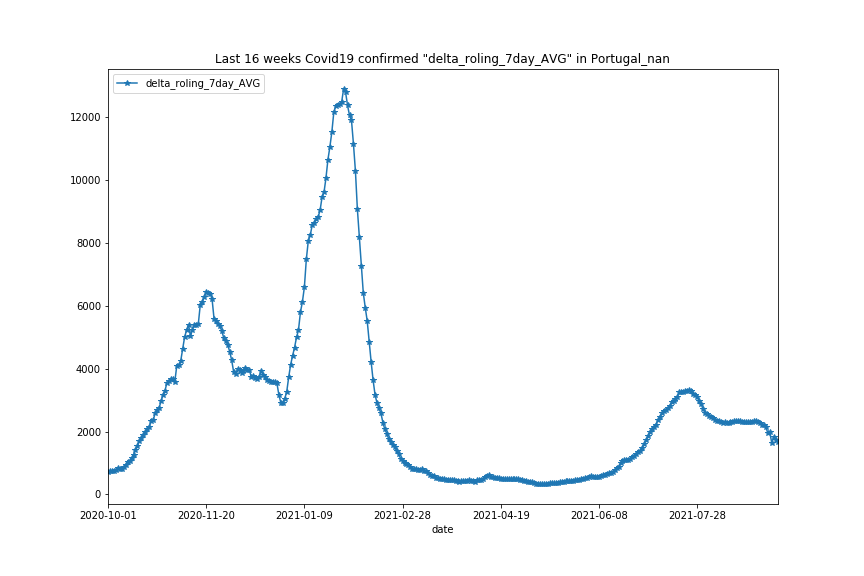 Last 16 weeks Covid19 confirmed "delta_roling_7day_AVG" in Portugal_nan
delta_roling_7day_AVG
12000
10000
8000
6000
4000
2000
0
2020-10-01 2020-11-20 2021-01-09 2021-02-28 2021-04-19 2021-06-08 2021-07-28
date